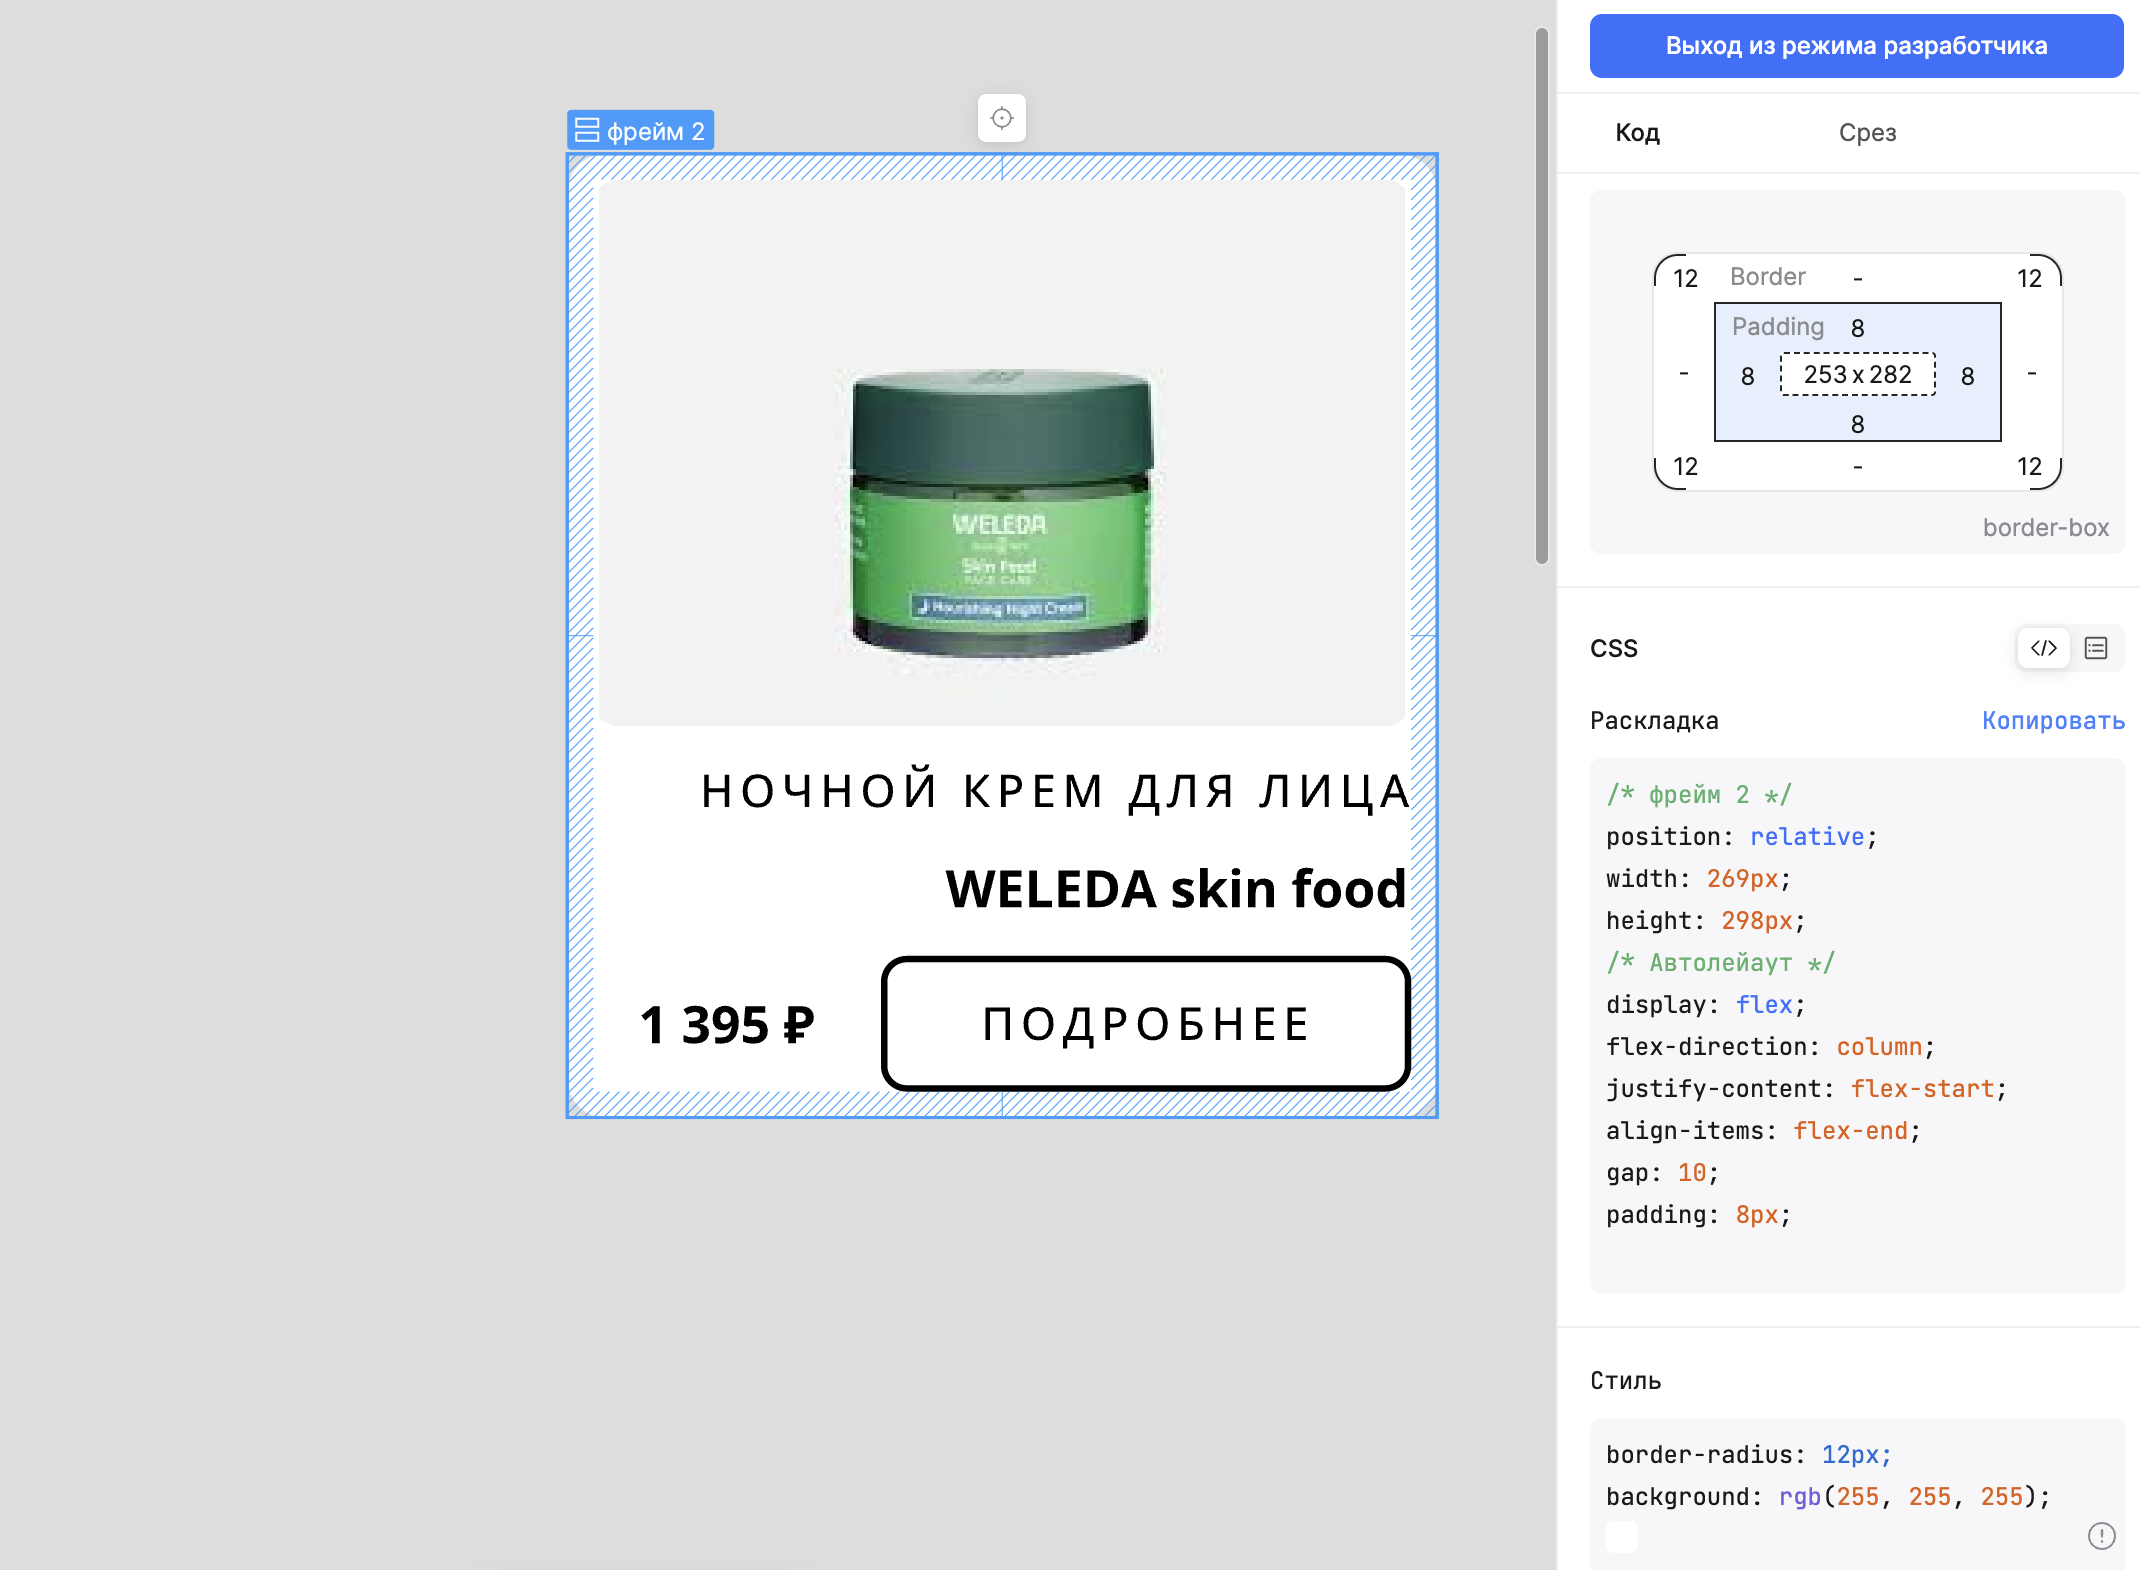 Выход из режима разработчика
Код
Срез
фрейм 2
12 Border - 12
Padding 8
- 8 253 x 282 8 -
8
12 - 12
border-box
WELEDA
Skin Food
FACE CARE
Nourishing Night Cream
CSS
Раскладка
Копировать
НОЧНОЙ КРЕМ ДЛЯ ЛИЦА
WELEDA skin food
1 395 ₽
ПОДРОБНЕЕ
/* фрейм 2 */
position: relative;
width: 269px;
height: 298px;
/* Автолейаут */
display: flex;
flex-direction: column;
justify-content: flex-start;
align-items: flex-end;
gap: 10;
padding: 8px;
Стиль
border-radius: 12px;
background: rgb(255, 255, 255);